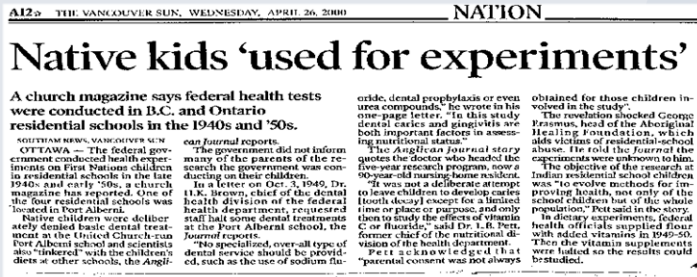 A12☆ THE VANCOUVER SUN, WEDNESDAY, APRIL 26, 2000
NATION
Native kids ‘used for experiments’
A church magazine says federal health tests
were conducted in B.C. and Ontario
residential schools in the 1940s and ’50s.
SOUTHAM NEWS, VANCOUVER SUN
OTTAWA — The federal gov-
ernment conducted health exper-
iments on First Nations children
in residential schools in the late
1940s and early ’50s, a church
magazine has reported. One of
the four residential schools was
located in Port Alberni.
Native children were deliber-
ately denied basic dental treat-
ment at the United Church-run
Port Alberni school and scientists
also “tinkered” with the children's
diets at other schools, the Angli-
can Journal reports.
The government did not inform
many of the parents of the re-
search the government was con-
ducting on their children.
In a letter on Oct. 3, 1949, Dr.
H.K. Brown, chief of the dental
health division of the federal
health department, requested
staff halt some dental treatments
at the Port Alberni school, the
Journal reports.
“No specialized, over-all type of
dental service should be provid-
ed, such as the use of sodium flu-
oride, dental prophylaxis or even
urea compounds,” he wrote in his
one-page letter. “In this study
dental caries and gingivitis are
both important factors in assess-
ing nutritional status.”
The Anglican Journal story
quotes the doctor who headed the
five-year research program, now a
90-year-old nursing-home resident.
“It was not a deliberate attempt
to leave children to develop caries
[tooth decay] except for a limited
time or place or purpose, and only
then to study the effects of vitamin
C or fluoride,” said Dr. L.B. Pett,
former chief of the nutritional di-
vision of the health department.
Pett acknowledged that
“parental consent was not always
obtained for those children in-
volved in the study”.
The revelation shocked George
Erasmus, head of the Aboriginal
Healing Foundation, which
aids victims of residential-school
abuse. He told the Journal the
experiments were unknown to him.
The objective of the research at
Indian residential school children
was “to evolve methods for im-
proving health, not only of the
school children but of the whole
population,” Pett said in the story.
In dietary experiments, federal
health officials supplied flour
with added vitamins in 1949-50.
Then the vitamin supplements
were halted so the results could
be studied.